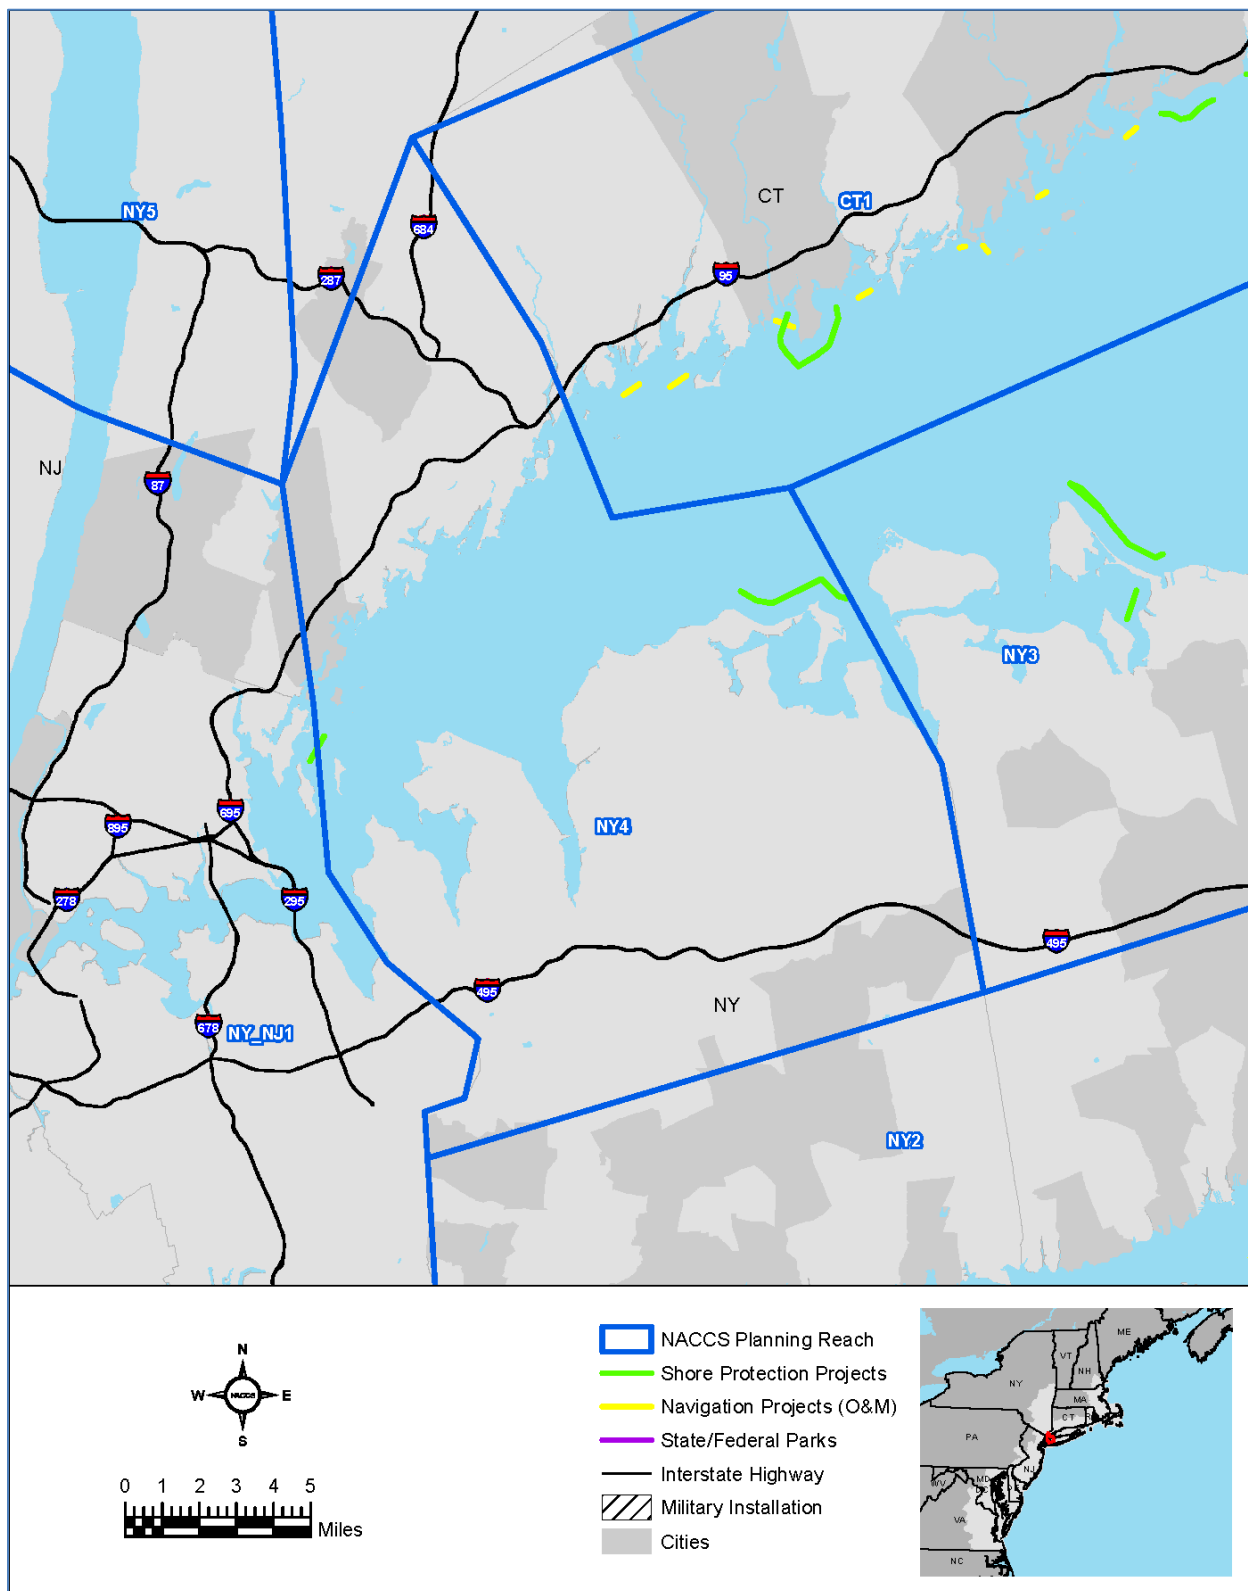 CT
CT1
NY5
684
95
287
NJ
87
NY3
NY4
695
895
278
295
495
495
NY
678
NY_NJ1
NY2
N
W
NACCS
E
S
0 1 2 3 4 5
Miles
NACCS Planning Reach
Shore Protection Projects
Navigation Projects (O&M)
State/Federal Parks
Interstate Highway
Military Installation
Cities
ME
VT
NH
NY
MA
CT
PA
NJ
MD
WV
VA
NC